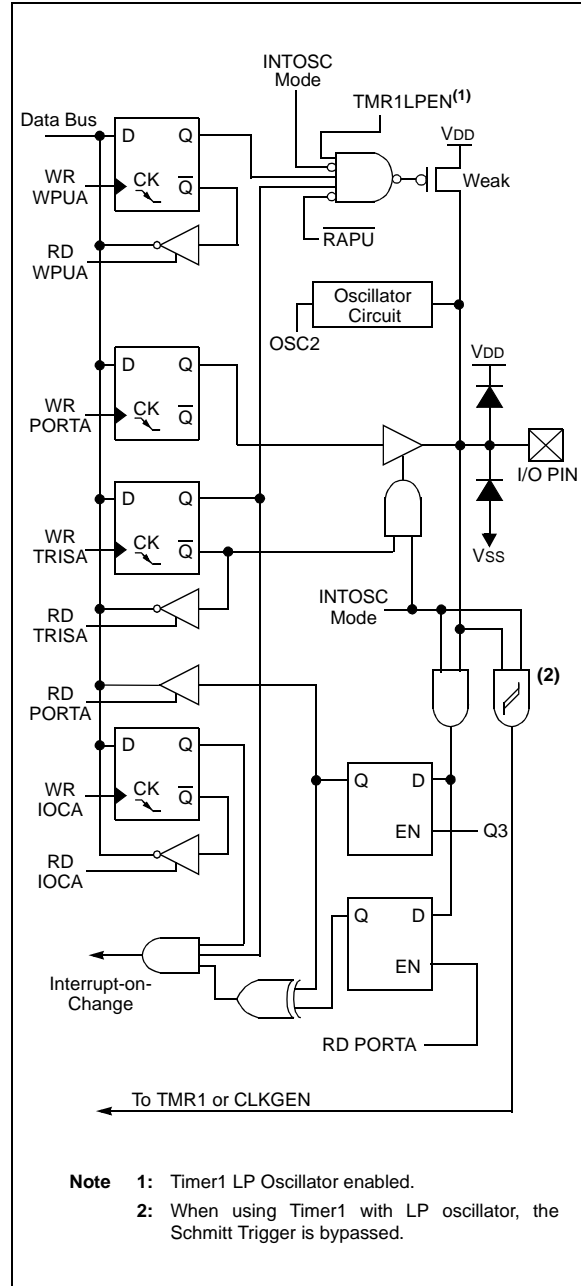 INTOSC
Mode
TMR1LPEN(1)
Data Bus
D Q
VDD
WR
WPUA
CK
Q
Weak
RD
WPUA
RAPU
Oscillator
Circuit
OSC2
D Q
VDD
WR
PORTA
CK
Q
I/O PIN
D Q
WR
TRISA
CK
Q
VSS
RD
TRISA
INTOSC
Mode
RD
PORTA
(2)
D Q
WR
IOCA
CK
Q
Q D
EN
Q3
RD
IOCA
Q D
EN
Interrupt-on-
Change
RD PORTA
To TMR1 or CLKGEN
Note 1: Timer1 LP Oscillator enabled.
2: When using Timer1 with LP oscillator, the
Schmitt Trigger is bypassed.